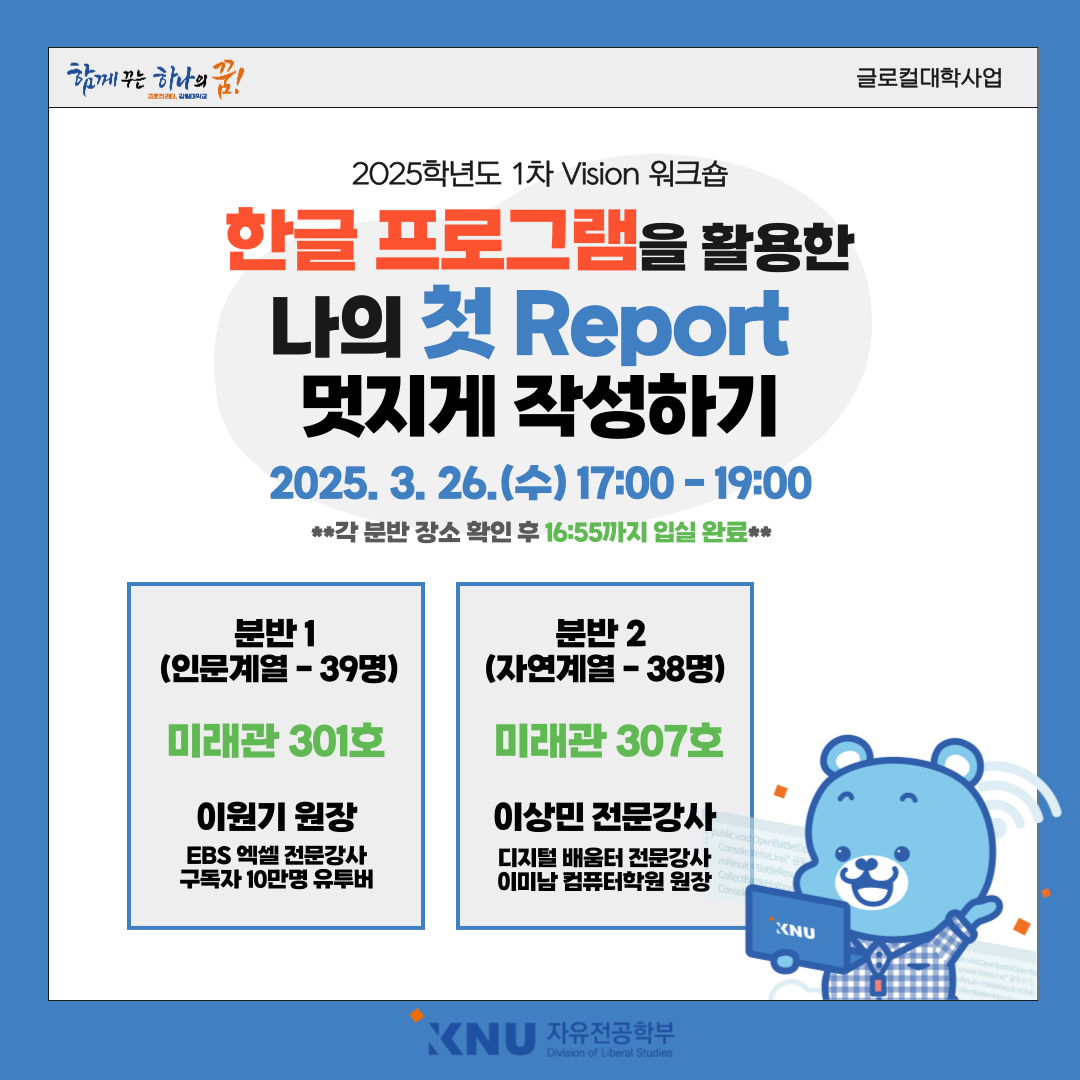 함께 꾸는 하나의 꿈!
글로컬대학사업
2025학년도 1차 Vision 워크숍
한글 프로그램을 활용한
나의 첫 Report
멋지게 작성하기
2025. 3. 26.(수) 17:00 - 19:00
**각 분반 장소 확인 후 16:55까지 입실 완료**
분반 1
(인문계열 - 39명)
미래관 301호
이원기 원장
EBS 엑셀 전문강사
구독자 10만명 유투버
분반 2
(자연계열 - 38명)
미래관 307호
이상민 전문강사
디지털 배움터 전문강사
이미남 컴퓨터학원 원장
KNU
KNU 자유전공학부
Division of Liberal Studies